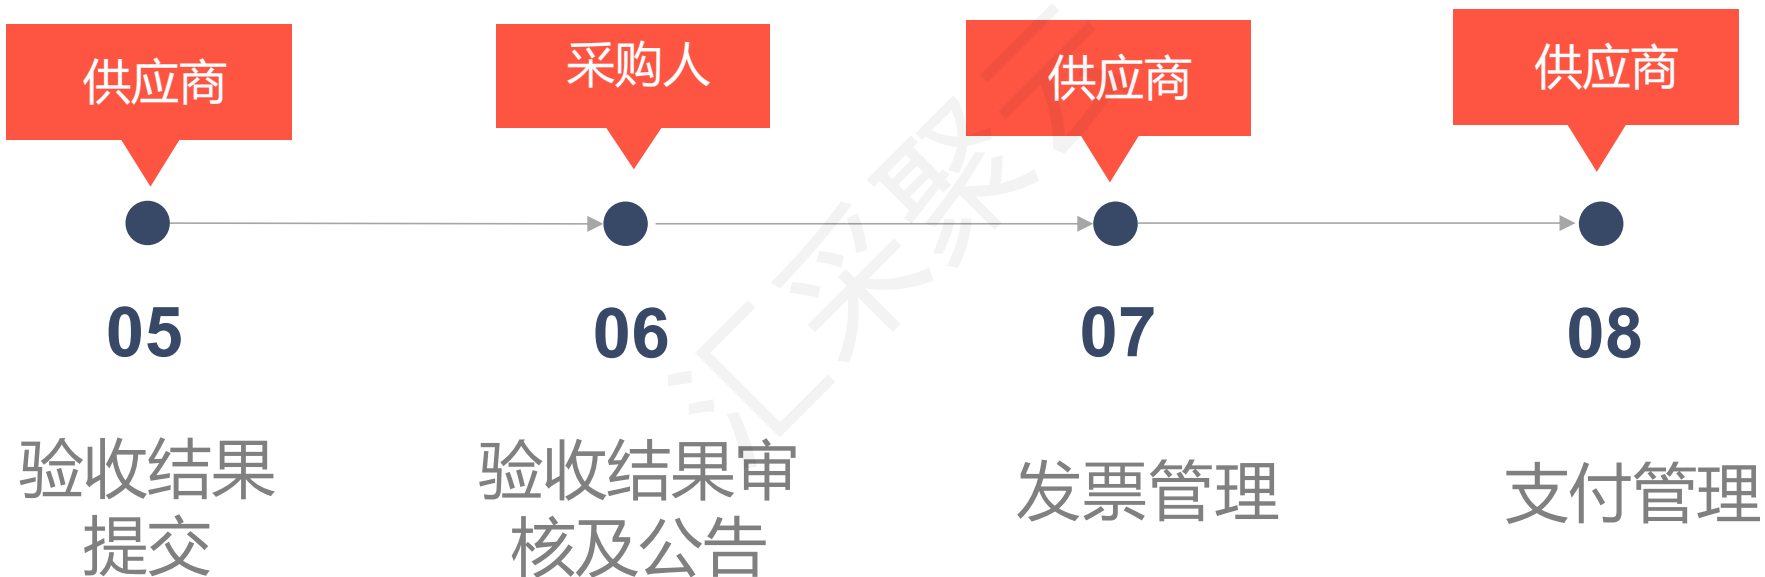 供应商
采购人
供应商
供应商
05
06
07
08
验收结果
提交
验收结果审
核及公告
发票管理
支付管理
汇采聚云